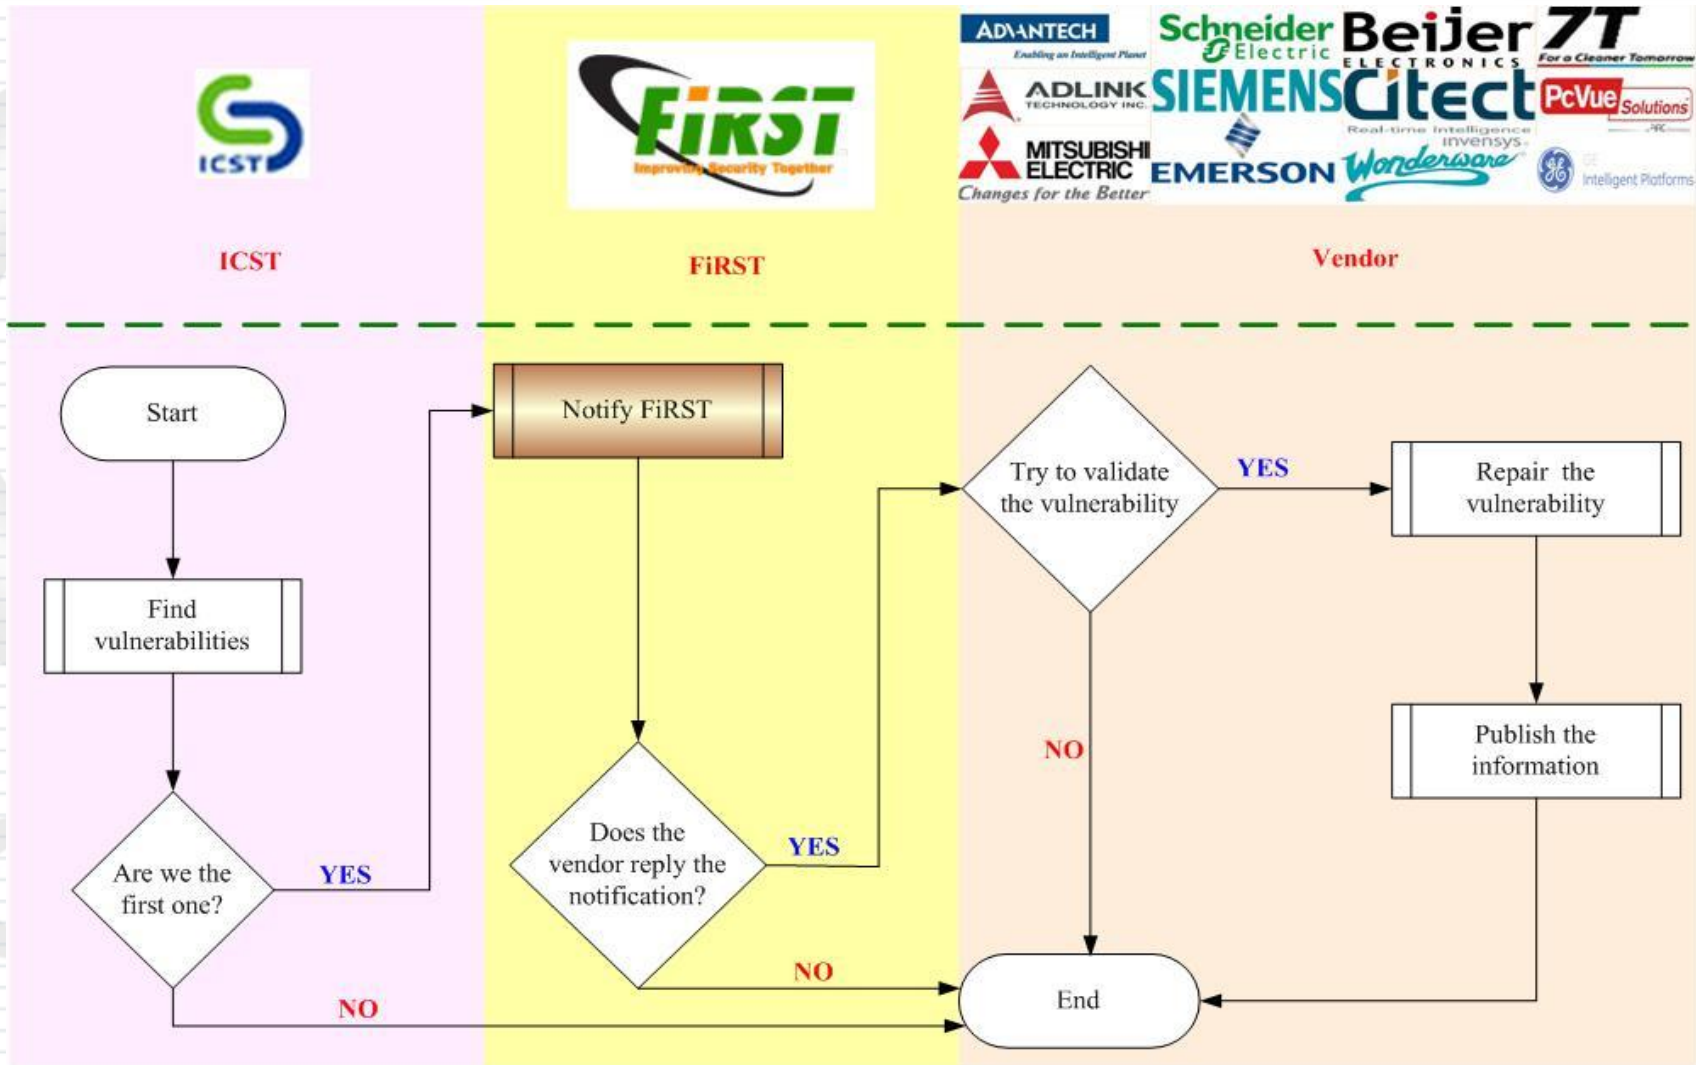 ICST
FiRST
Improving Security Together
ADVANTECH
Enabling an Intelligent Planet
Schneider
Electric
BeiJer
ELECTRONICS
7T
For a Cleaner Tomorrow
ADLINK
TECHNOLOGY INC.
SIEMENS
Citect
PcVue Solutions
Real-time Intelligence
invensys
MITSUBISHI
ELECTRIC
Changes for the Better
EMERSON
Wonderware
GE
Intelligent Platforms
ICST
FiRST
Vendor
Start
Find
vulnerabilities
Are we the
first one?
YES
NO
Notify FiRST
Does the
vendor reply the
notification?
YES
NO
Try to validate
the vulnerability
YES
NO
Repair the
vulnerability
Publish the
information
End